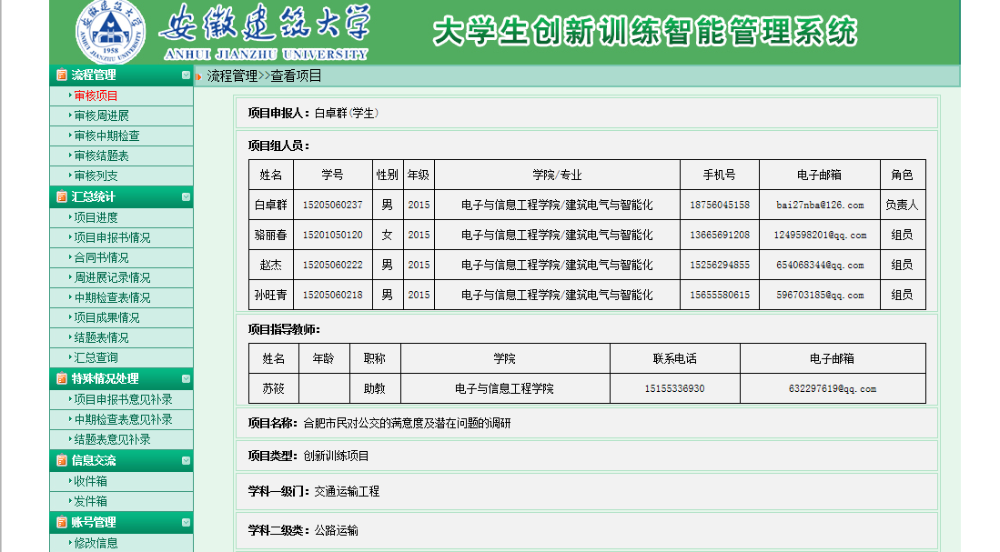 安徽建筑大学
ANHUI JIANZHU UNIVERSITY
1958
大学生创新训练智能管理系统
流程管理
审核项目
审核周进展
审核中期检查
审核结题表
审核列支
汇总统计
项目进度
项目申报书情况
合同书情况
周进展记录情况
中期检查表情况
项目成果情况
结题表情况
汇总查询
特殊情况处理
项目申报书意见补录
中期检查表意见补录
结题表意见补录
信息交流
收件箱
发件箱
账号管理
修改信息
流程管理>>查看项目
项目申报人：白卓群(学生)
项目组人员：
姓名 学号 性别 年级 学院/专业 手机号 电子邮箱 角色
白卓群 15205060237 男 2015 电子与信息工程学院/建筑电气与智能化 18756045158 bai27nba@126.com 负责人
骆丽春 15201050120 女 2015 电子与信息工程学院/建筑电气与智能化 13665691208 1249598201@qq.com 组员
赵杰 15205060222 男 2015 电子与信息工程学院/建筑电气与智能化 15256294855 654068344@qq.com 组员
孙旺青 15205060218 男 2015 电子与信息工程学院/建筑电气与智能化 15655580615 596703185@qq.com 组员
项目指导教师：
姓名 年龄 职称 学院 联系电话 电子邮箱
苏筱 助教 电子与信息工程学院 15155336930 632297619@qq.com
项目名称：合肥市民对公交的满意度及潜在问题的调研
项目类型：创新训练项目
学科一级门：交通运输工程
学科二级类：公路运输